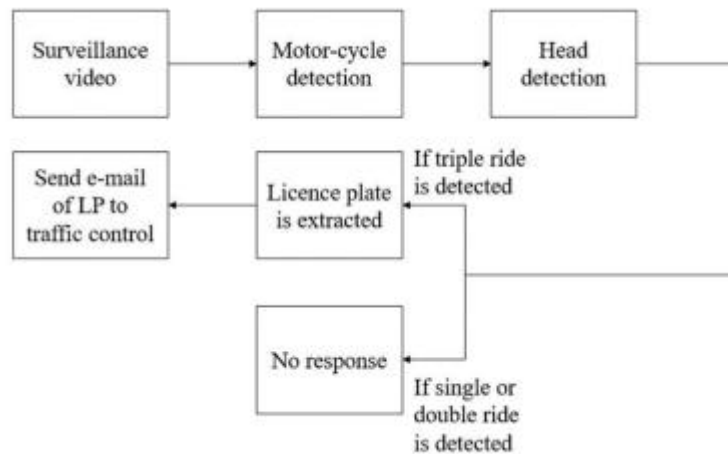 Surveillance
video
Motor-cycle
detection
Head
detection
Send e-mail
of LP to
traffic control
Licence plate
is extracted
If triple ride
is detected
No response
If single or
double ride
is detected